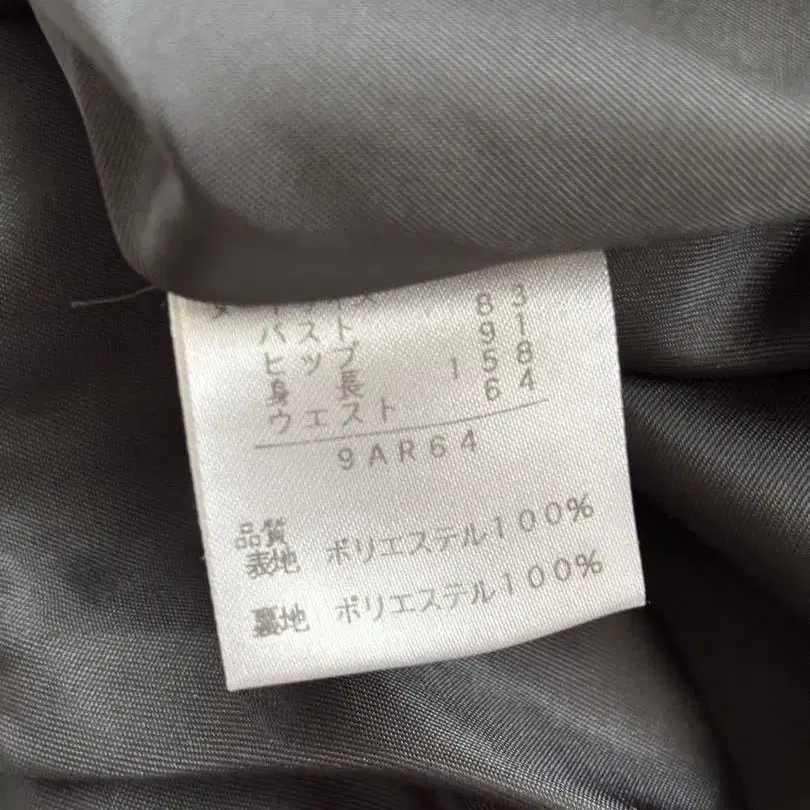 バスト 83
ヒップ 91
身長 158
ウエスト 64
9AR64
品質
表地 ポリエステル100%
裏地 ポリエステル100%